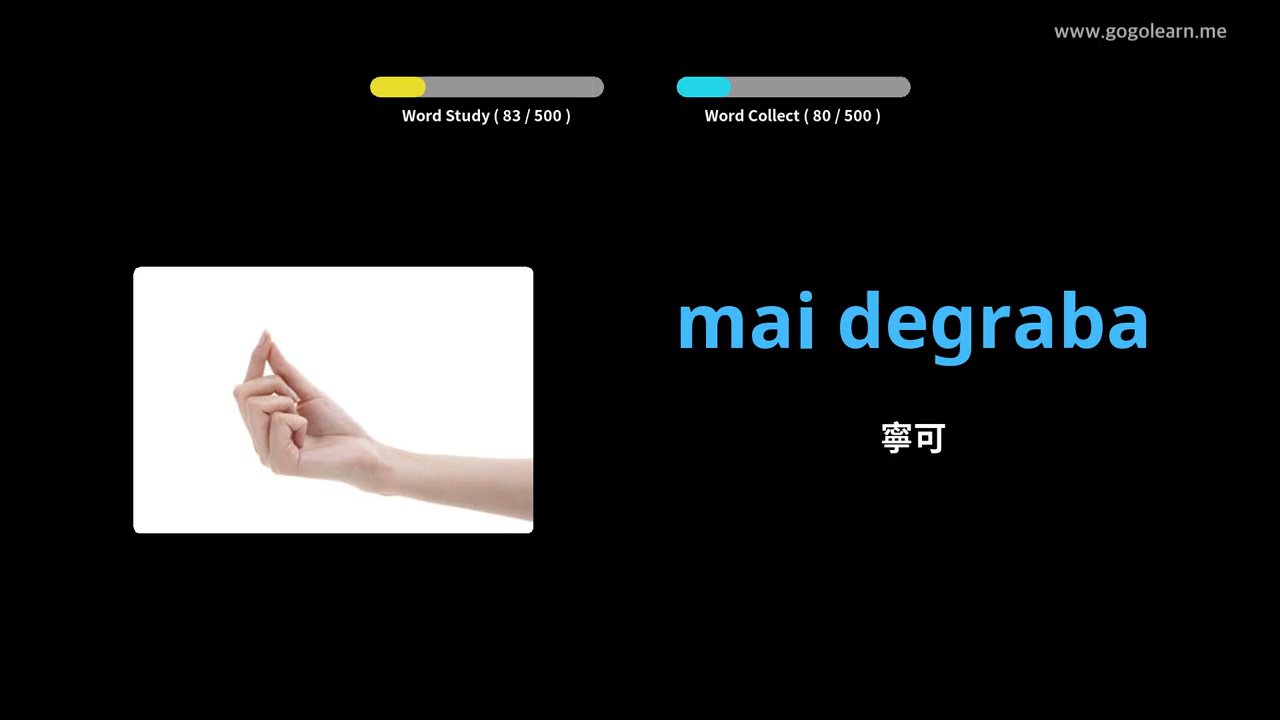 www.gogolearn.me
Word Study ( 83 / 500 )
Word Collect ( 80 / 500 )
mai degraba
寧可